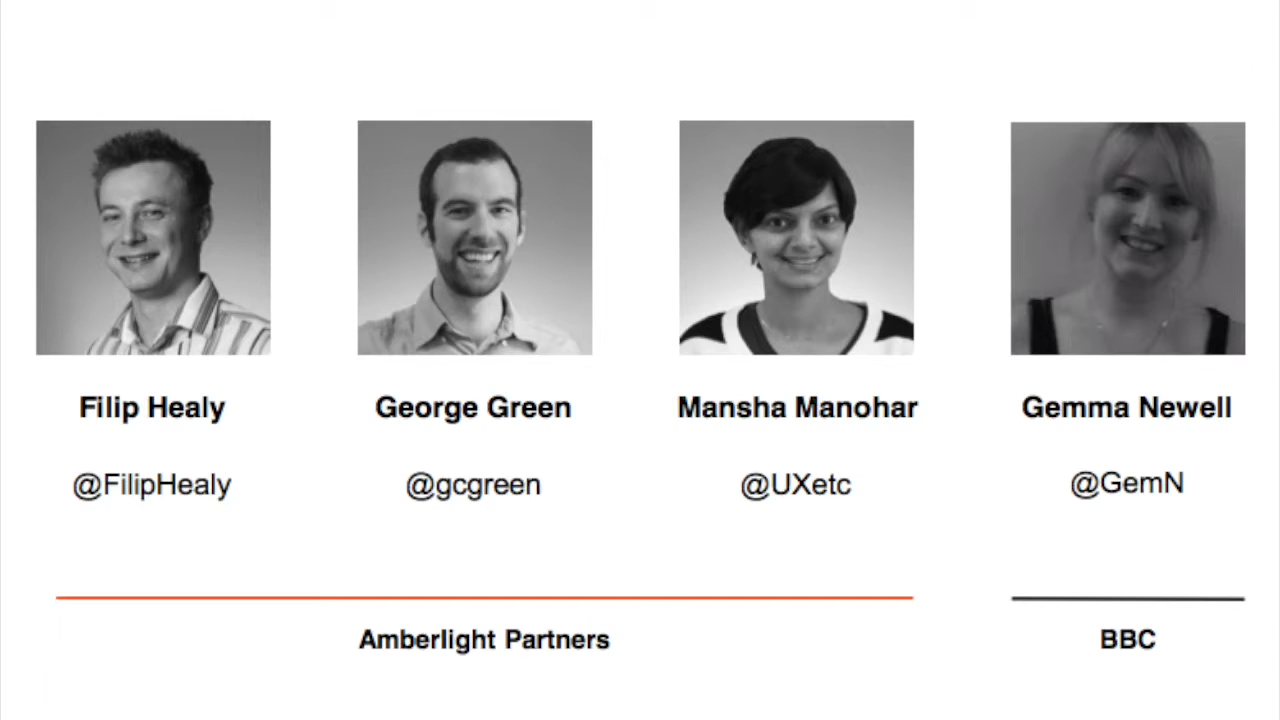 Filip Healy
George Green
Mansha Manohar
Gemma Newell
@FilipHealy
@gcgreen
@UXetc
@GemN
Amberlight Partners
BBC